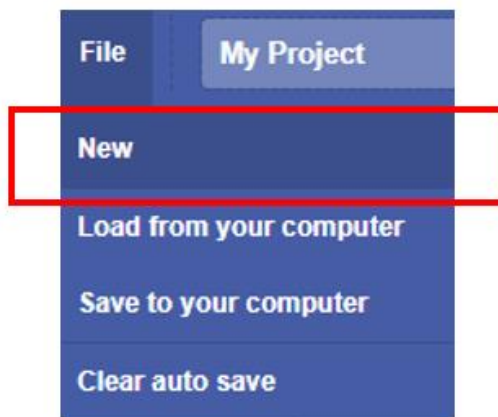 File My Project
New
Load from your computer
Save to your computer
Clear auto save